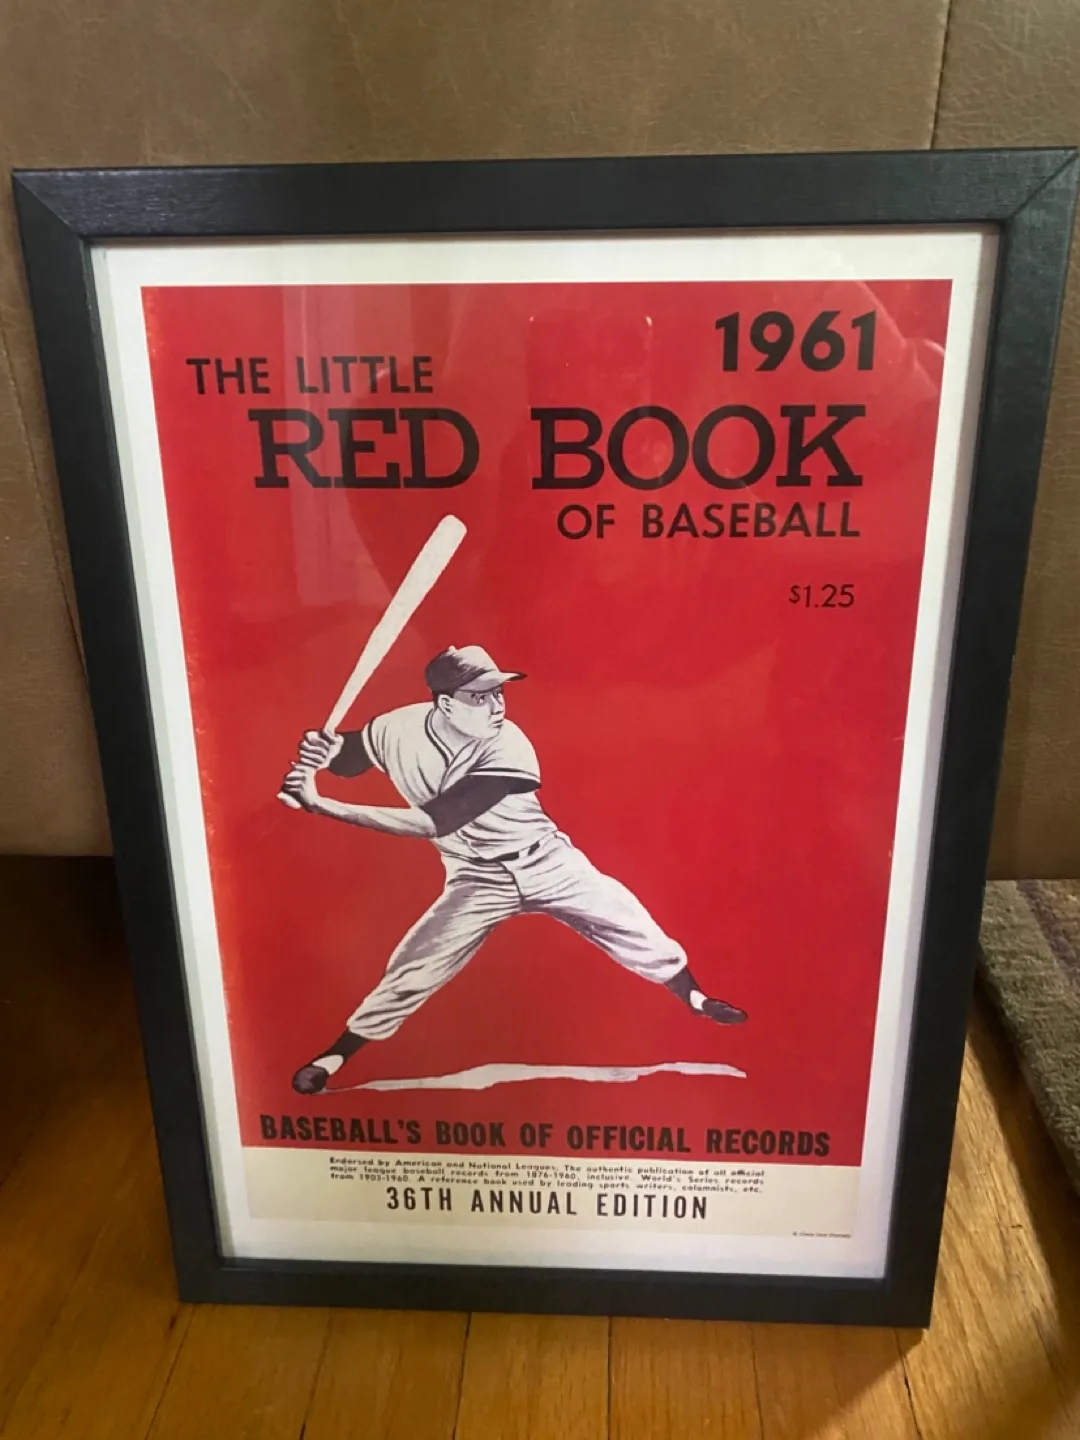 1961
THE LITTLE
RED BOOK
OF BASEBALL
$1.25
BASEBALL'S BOOK OF OFFICIAL RECORDS
Endorsed by American and National Leagues. The authentic publication of all official
major league baseball records from 1876-1960, inclusive. World's Series records
from 1903-1960. A reference book used by leading sports writers, columnists, etc.
36TH ANNUAL EDITION